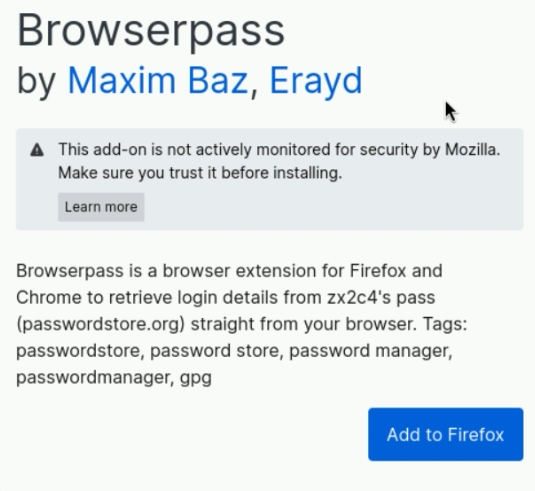 Browserpass
by Maxim Baz, Erayd
This add-on is not actively monitored for security by Mozilla.
Make sure you trust it before installing.
Learn more
Browserpass is a browser extension for Firefox and
Chrome to retrieve login details from zx2c4's pass
(passwordstore.org) straight from your browser. Tags:
passwordstore, password store, password manager,
passwordmanager, gpg
Add to Firefox